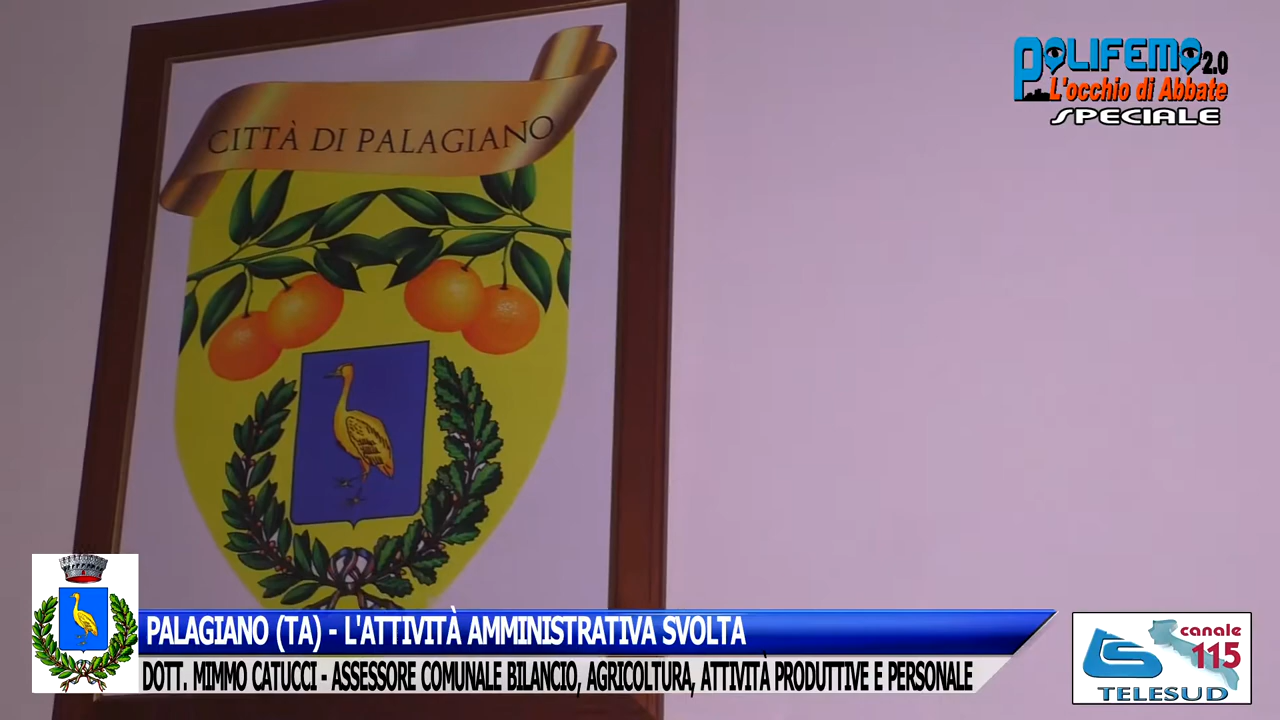 POLIFEMO 2.0
L'occhio di Abbate
SPECIALE
CITTÀ DI PALAGIANO
PALAGIANO (TA) - L'ATTIVITÀ AMMINISTRATIVA SVOLTA
DOTT. MIMMO CATUCCI - ASSESSORE COMUNALE BILANCIO, AGRICOLTURA, ATTIVITÀ PRODUTTIVE E PERSONALE
canale
115
TELESUD